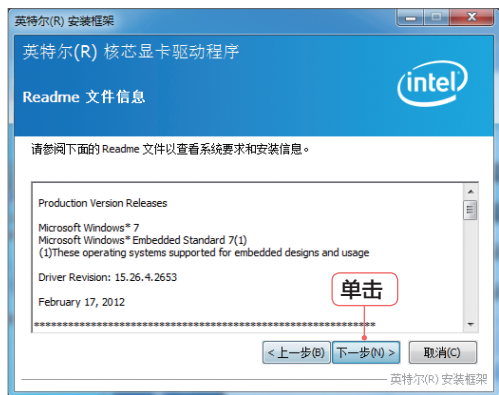 英特尔(R) 安装框架
英特尔(R) 核芯显卡驱动程序
Readme 文件信息
intel
请参阅下面的 Readme 文件以查看系统要求和安装信息。
Production Version Releases
Microsoft Windows* 7
Microsoft Windows* Embedded Standard 7(1)
(1)These operating systems supported for embedded designs and usage
Driver Revision: 15.26.4.2653
February 17, 2012
单击
****************************************************************
<上一步(B) 下一步(N) > 取消(C)
英特尔(R) 安装框架